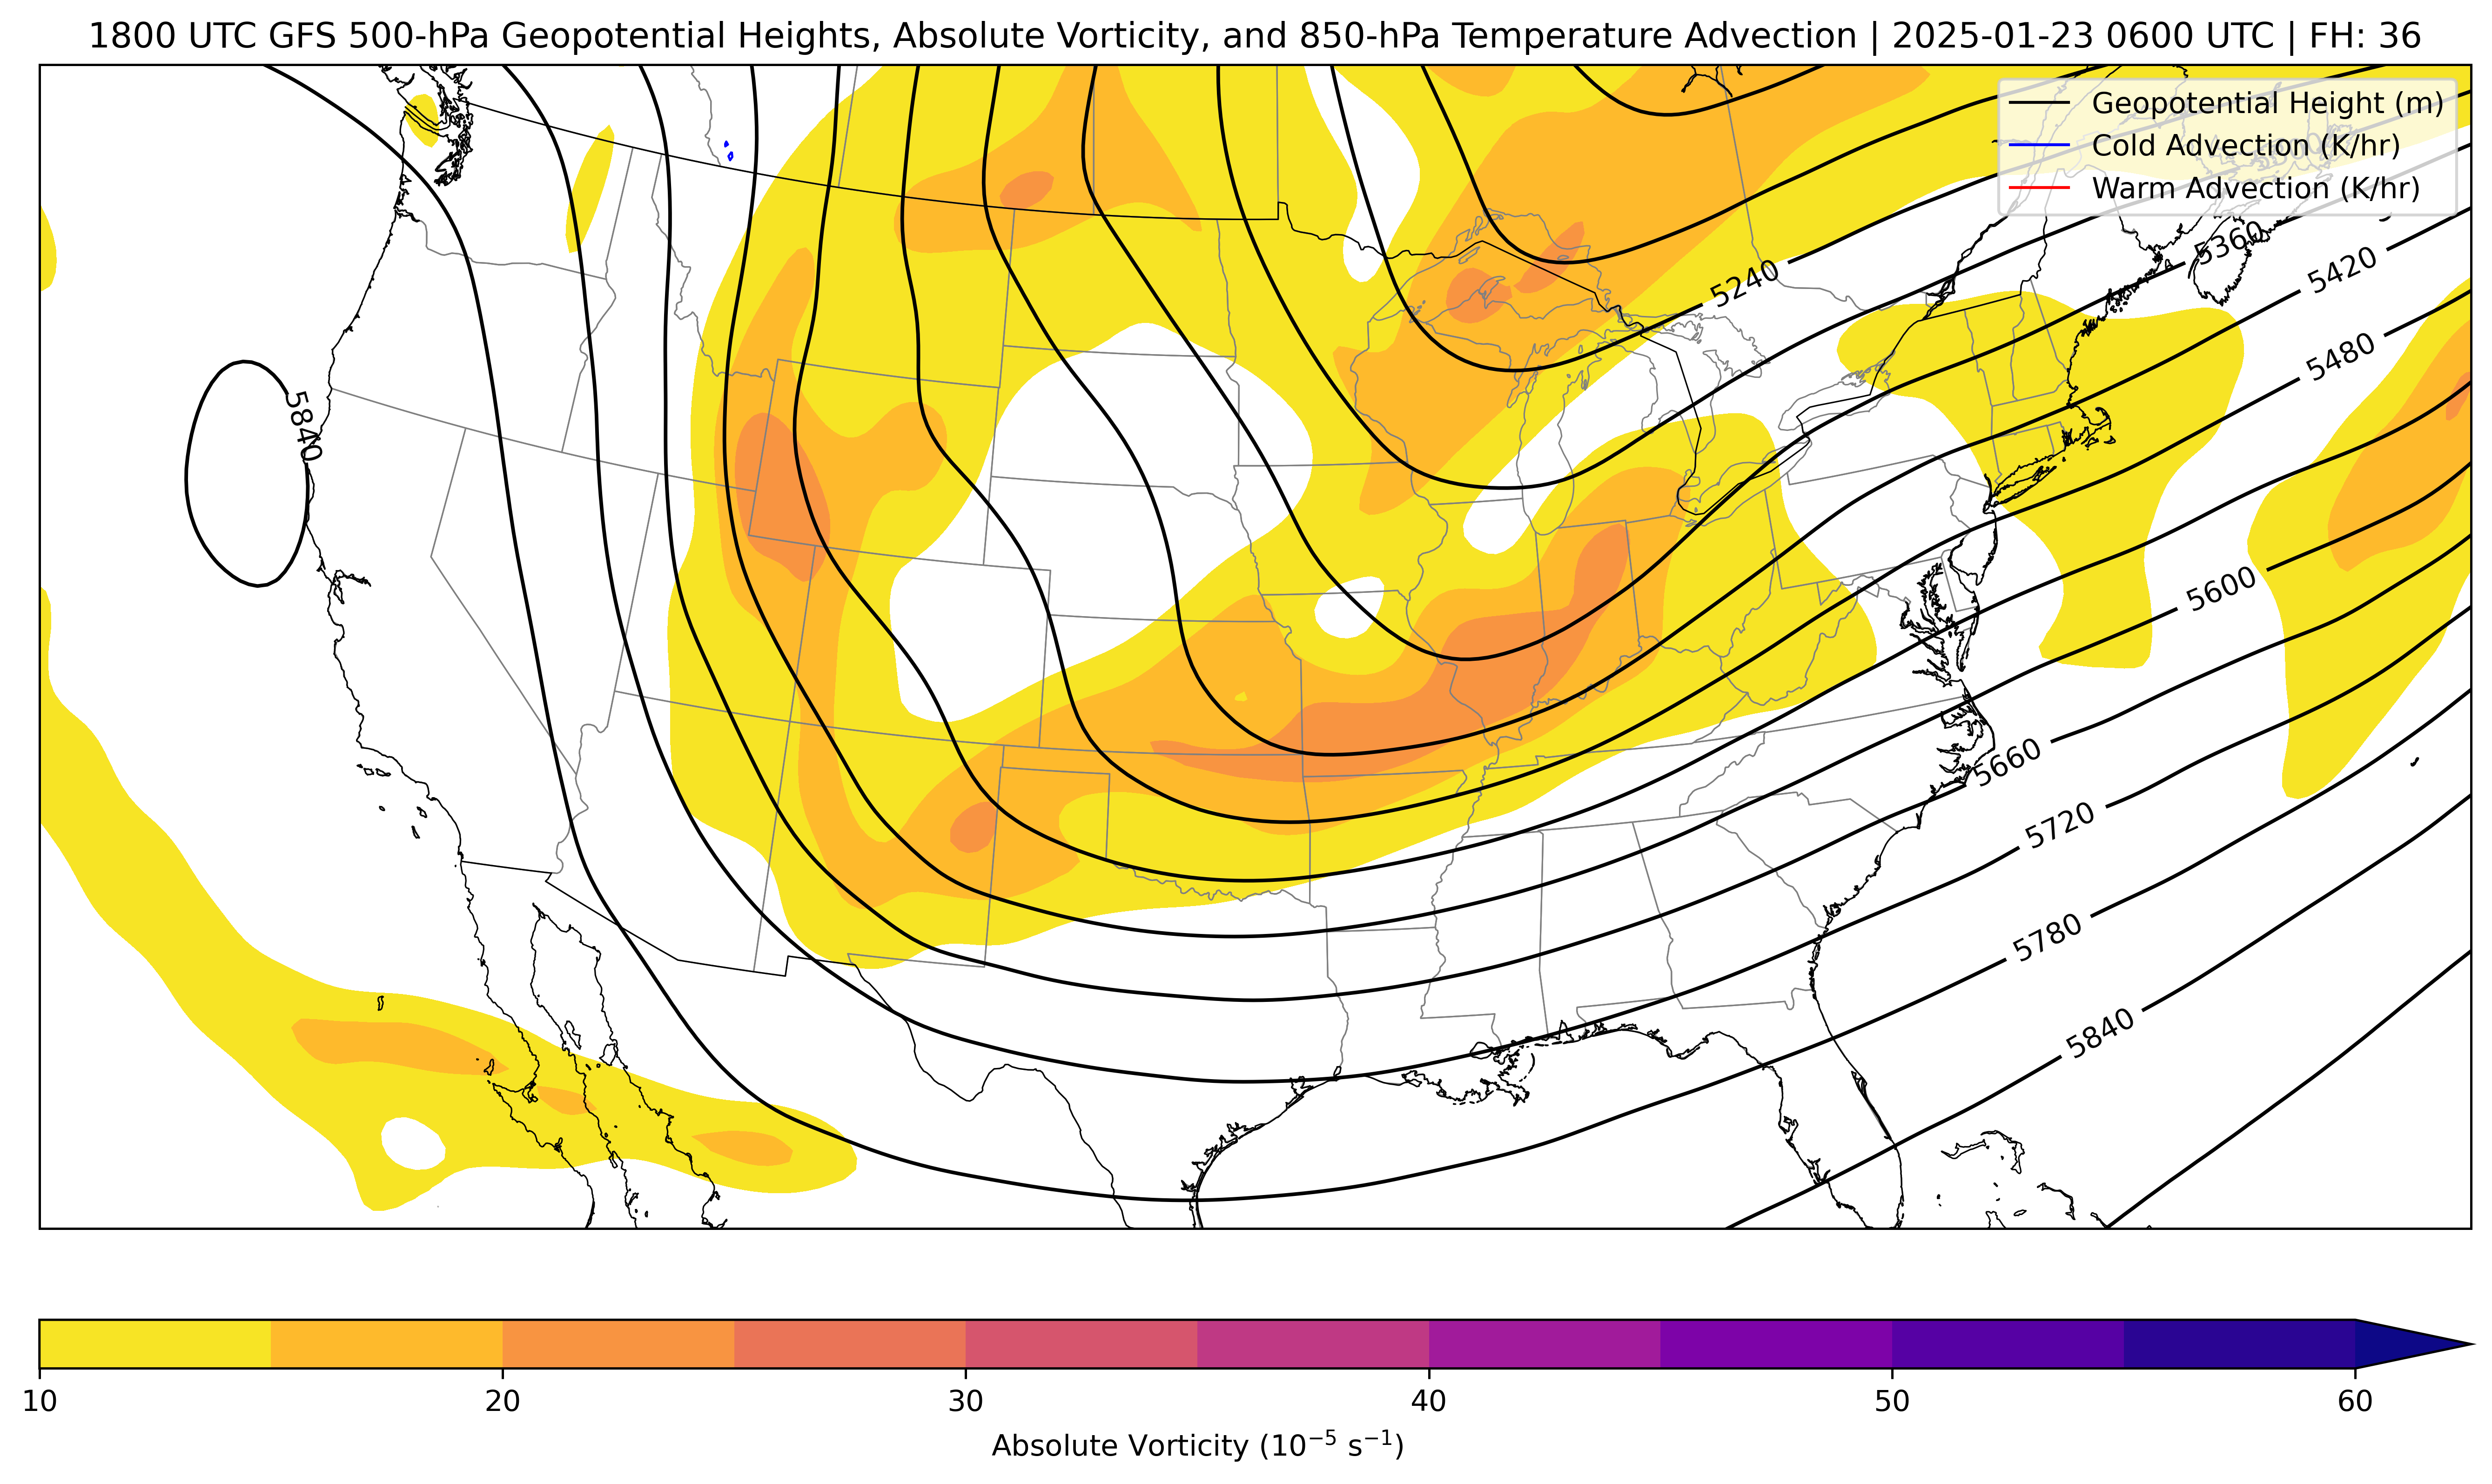 1800 UTC GFS 500-hPa Geopotential Heights, Absolute Vorticity, and 850-hPa Temperature Advection | 2025-01-23 0600 UTC | FH: 36
Geopotential Height (m)
Cold Advection (K/hr)
Warm Advection (K/hr)
5360
5420
5240
5480
5840
5600
5660
5720
5780
5840
10 20 30 40 50 60
Absolute Vorticity (10⁻⁵ s⁻¹)